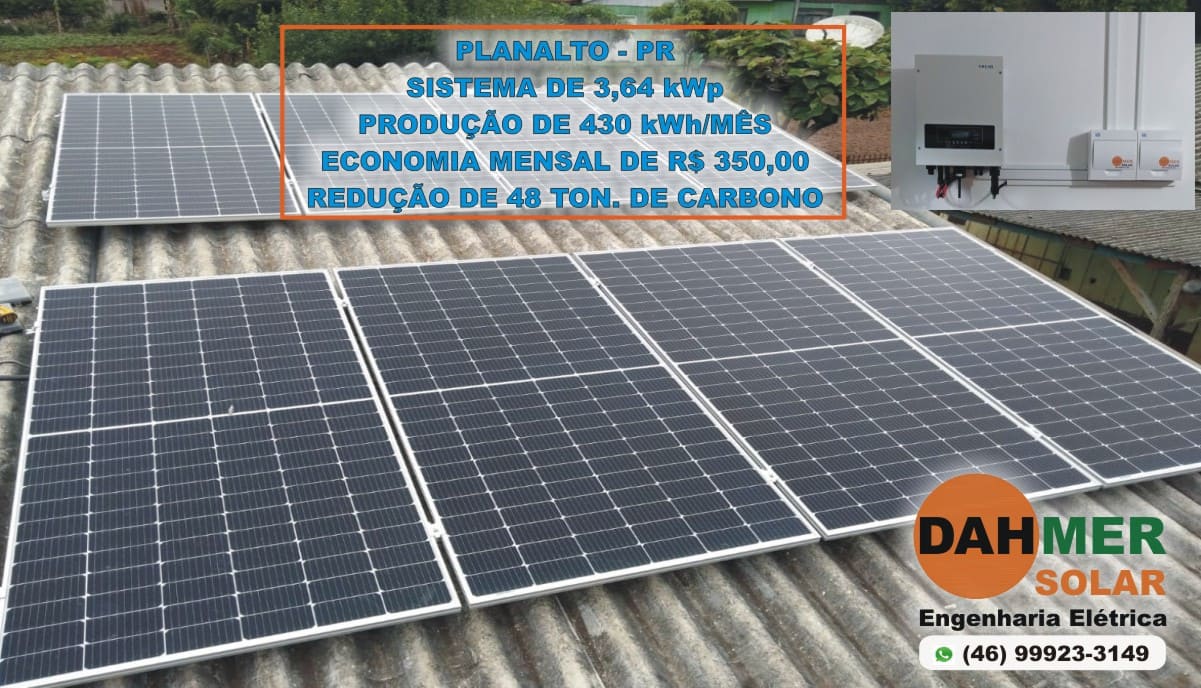 PLANALTO - PR
SISTEMA DE 3,64 kWp
PRODUÇÃO DE 430 kWh/MÊS
ECONOMIA MENSAL DE R$ 350,00
REDUÇÃO DE 48 TON. DE CARBONO
DAHMER
SOLAR
Engenharia Elétrica
(46) 99923-3149